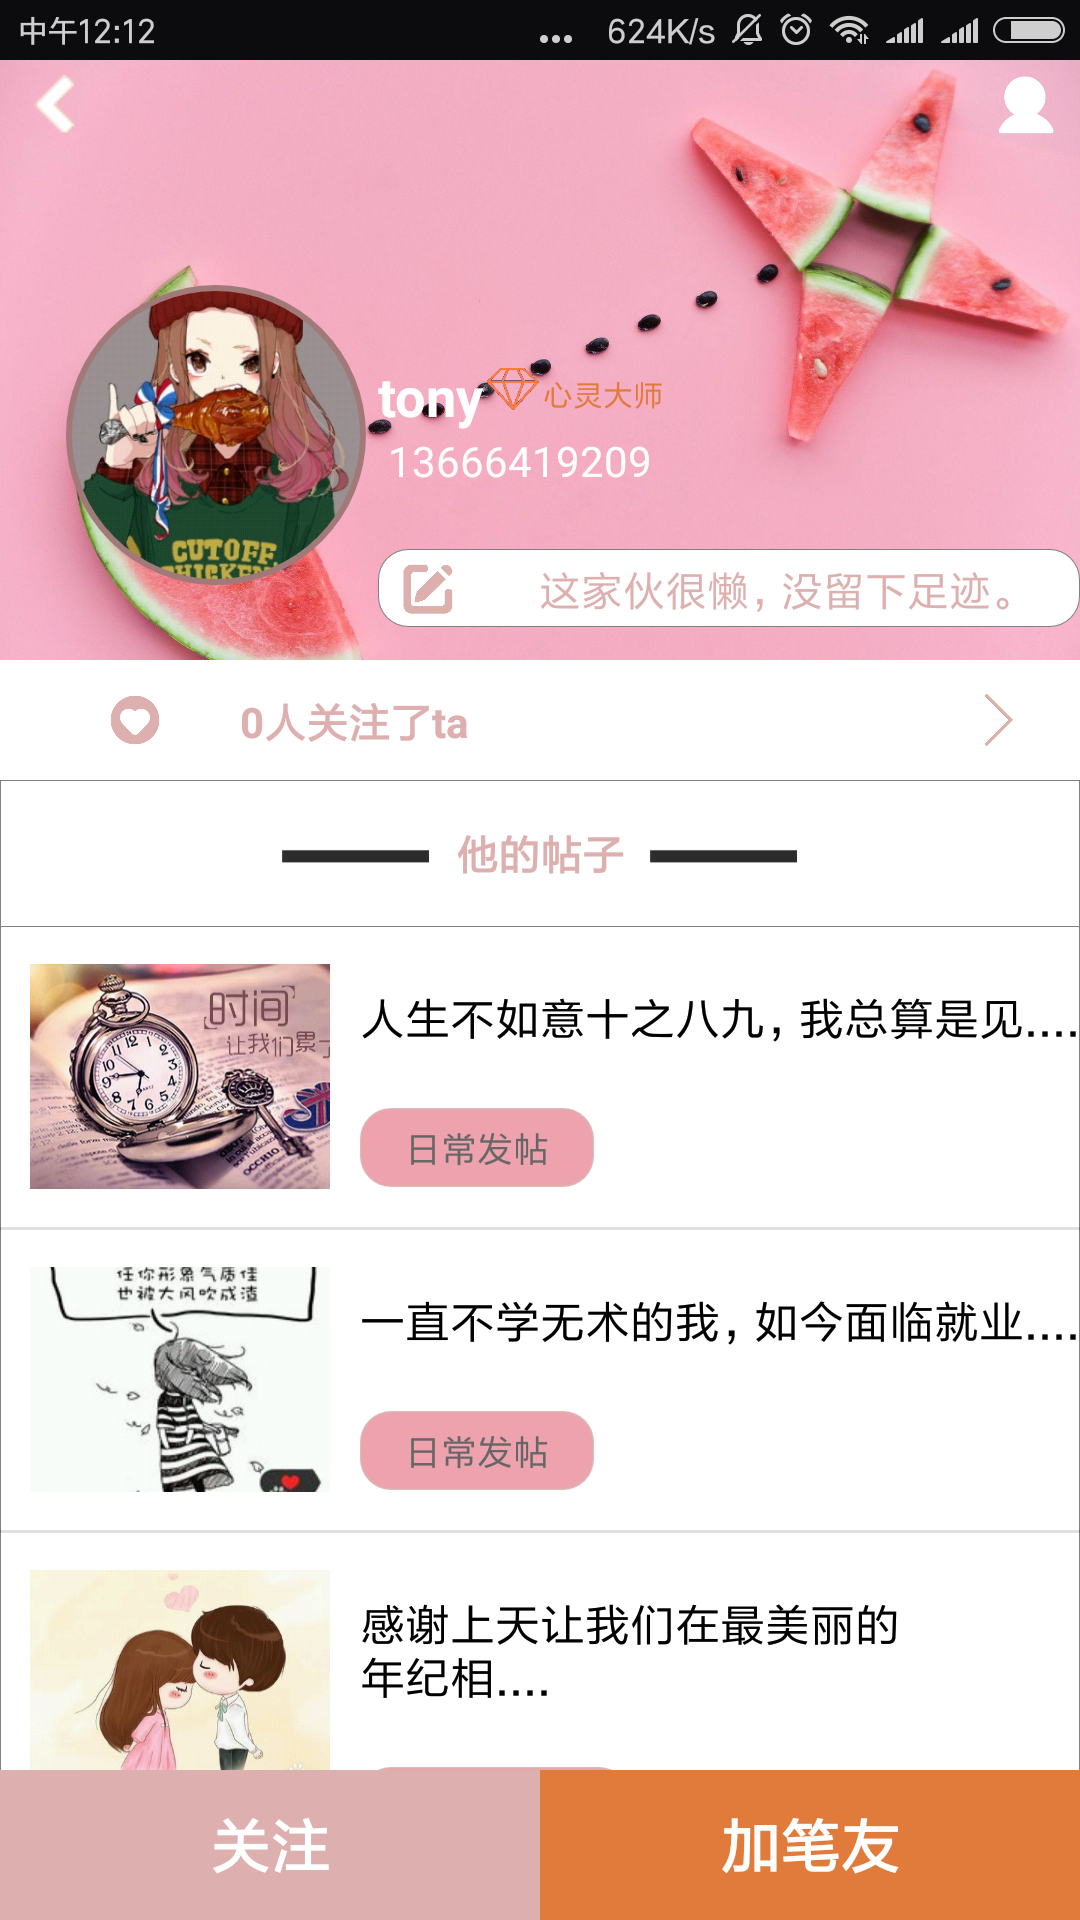 中午12:12
... 624K/s
tony 心灵大师
13666419209
CUTOFF
CHICKEN
这家伙很懒，没留下足迹。
0人关注了ta
他的帖子
时间
让我们累了
人生不如意十之八九，我总算是见....
日常发帖
任你形象气质佳
也被大风吹成渣
一直不学无术的我，如今面临就业....
日常发帖
感谢上天让我们在最美丽的
年纪相....
关注
加笔友